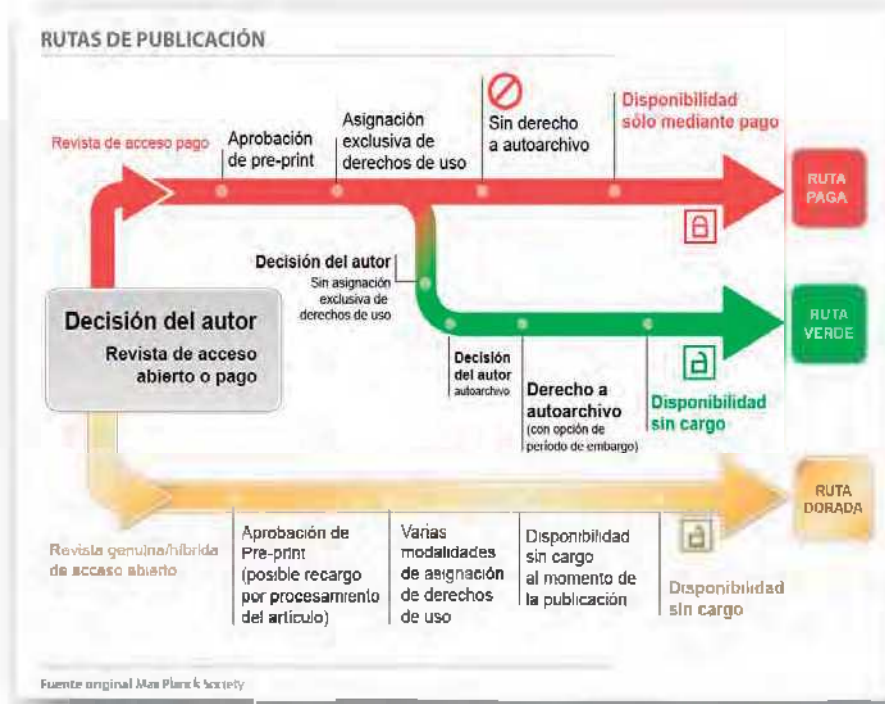 RUTAS DE PUBLICACIÓN
Revista de acceso pago
Aprobación
de pre-print
Asignación
exclusiva de
derechos de uso
Sin derecho
a autoarchivo
Disponibilidad
sólo mediante pago
RUTA
PAGA
Decisión del autor
Sin asignación
exclusiva de
derechos de uso
Decisión del autor
Revista de acceso
abierto o pago
Decisión
del autor
autoarchivo
Derecho a
autoarchivo
(con opción de
período de embargo)
Disponibilidad
sin cargo
RUTA
VERDE
Revista genuina/híbrida
de acceso abierto
Aprobación de
Pre-print
(posible recargo
por procesamiento
del artículo)
Varias
modalidades
de asignación
de derechos
de uso
Disponibilidad
sin cargo
al momento de
la publicación
Disponibilidad
sin cargo
RUTA
DORADA
Fuente original Max Planck Society